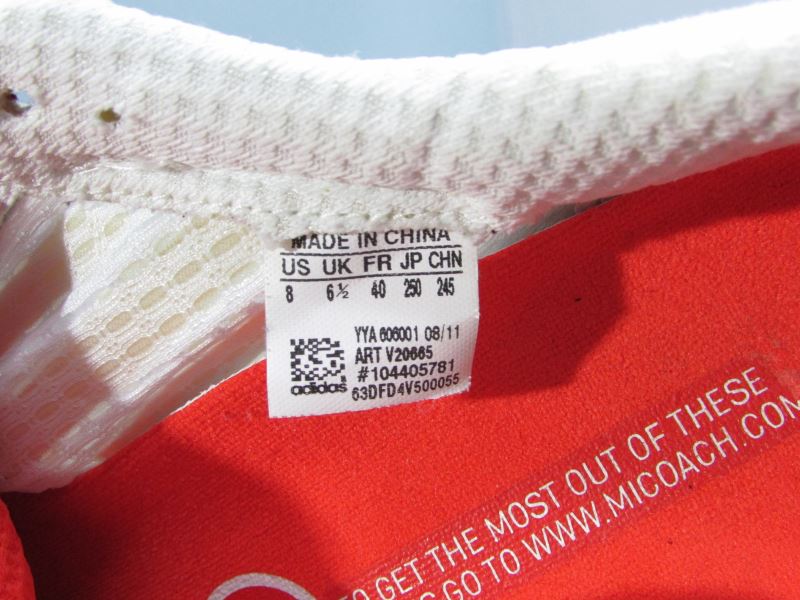 MADE IN CHINA
US UK FR JP CHN
8 6½ 40 250 245
YYA 606001 08/11
ART V20665
#104405781
adidas
63DFD4V500055
TO GET THE MOST OUT OF THESE
GO TO WWW.MICOACH.COM